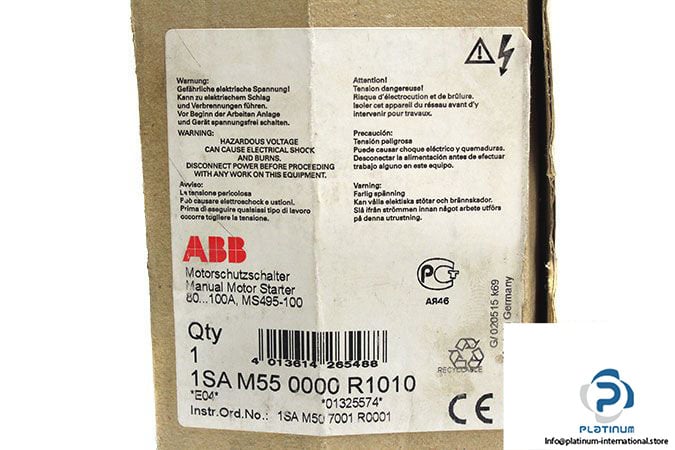 Warnung:
Gefährliche elektrische Spannung!
Kann zu elektrischem Schlag
und Verbrennungen führen.
Vor Beginn der Arbeiten Anlage
und Gerät spannungsfrei schalten.
WARNING:
HAZARDOUS VOLTAGE
CAN CAUSE ELECTRICAL SHOCK
AND BURNS.
DISCONNECT POWER BEFORE PROCEEDING
WITH ANY WORK ON THIS EQUIPMENT.
Avviso:
La tensione pericolosa
Può causare elettroschock e ustioni.
Prima di eseguire qualsiasi tipo di lavoro
occorre togliere la tensione.
Attention!
Tension dangereuse!
Risque d'électrocution et de brûlure.
Isoler cet appareil du réseau avant d'y
intervenir pour travaux.
Precaución:
Tensión peligrosa
Puede causar choque eléctrico y quemaduras.
Desconectar la alimentación antes de efectuar
trabajo alguno en este equipo.
Varning:
Farlig spänning
Kan vålla elektriska stötar och brännskador.
Slå ifrån strömmen innan något arbete utförs
på denna utrustning.
ABB
Motorschutzschalter
Manual Motor Starter
80...100A, MS495-100
РСТ
АЯ46
G/ 020515 k69
Germany
Qty
1
4 013614 265488
1SA M55 0000 R1010
*E04* *01325574*
Instr.Ord.No.: 1SA M50 7001 R0001
RECYCLABLE
CE
PLATINUM
info@platinum-international.store